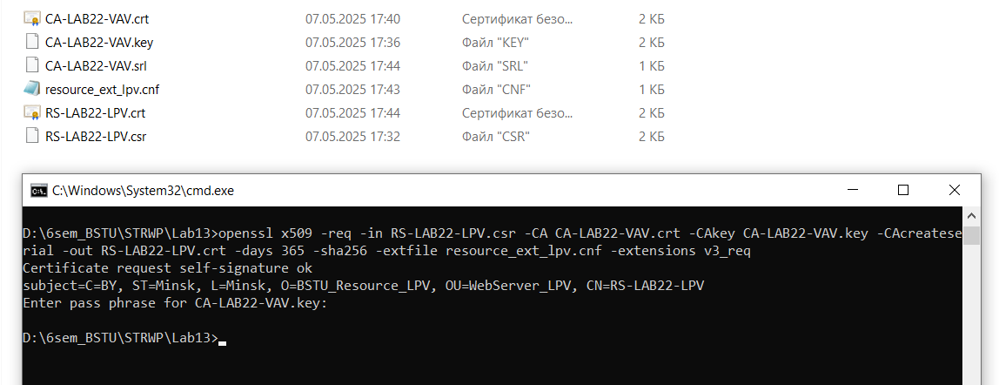 CA-LAB22-VAV.crt 07.05.2025 17:40 Сертификат безо... 2 КБ
CA-LAB22-VAV.key 07.05.2025 17:36 Файл "KEY" 2 КБ
CA-LAB22-VAV.srl 07.05.2025 17:44 Файл "SRL" 1 КБ
resource_ext_lpv.cnf 07.05.2025 17:43 Файл "CNF" 1 КБ
RS-LAB22-LPV.crt 07.05.2025 17:44 Сертификат безо... 2 КБ
RS-LAB22-LPV.csr 07.05.2025 17:32 Файл "CSR" 2 КБ
C:\Windows\System32\cmd.exe
D:\6sem_BSTU\STRWP\Lab13>openssl x509 -req -in RS-LAB22-LPV.csr -CA CA-LAB22-VAV.crt -CAkey CA-LAB22-VAV.key -CAcreatese
rial -out RS-LAB22-LPV.crt -days 365 -sha256 -extfile resource_ext_lpv.cnf -extensions v3_req
Certificate request self-signature ok
subject=C=BY, ST=Minsk, L=Minsk, O=BSTU_Resource_LPV, OU=WebServer_LPV, CN=RS-LAB22-LPV
Enter pass phrase for CA-LAB22-VAV.key:
D:\6sem_BSTU\STRWP\Lab13>